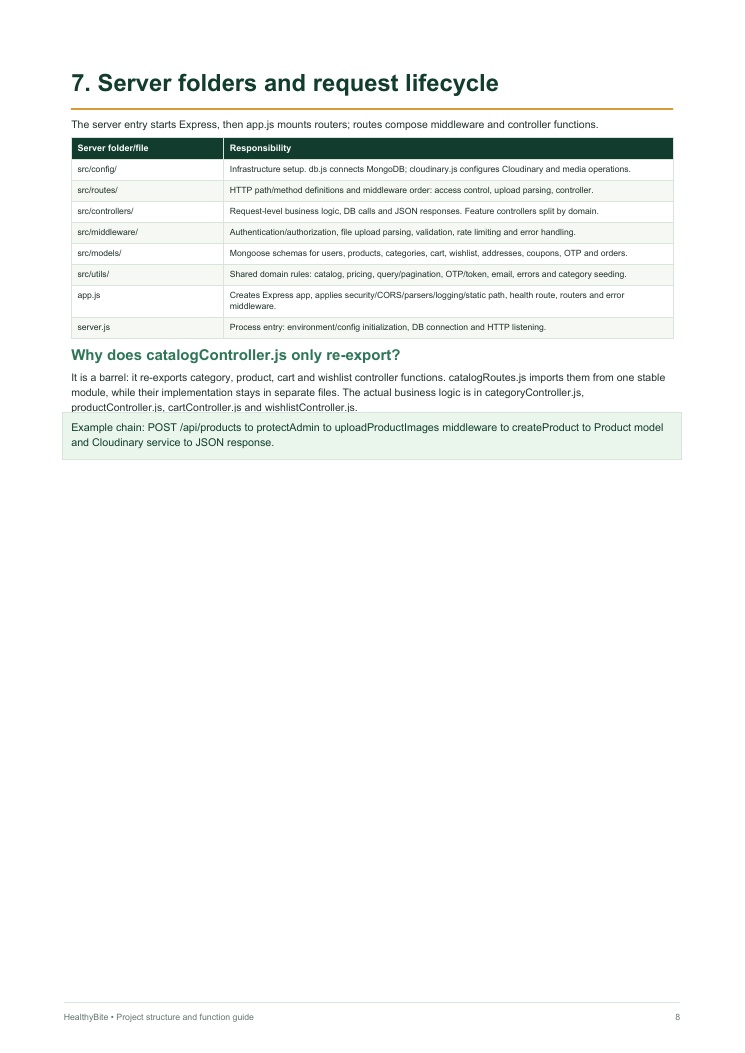 7. Server folders and request lifecycle
The server entry starts Express, then app.js mounts routers; routes compose middleware and controller functions.
Server folder/file Responsibility
src/config/ Infrastructure setup. db.js connects MongoDB; cloudinary.js configures Cloudinary and media operations.
src/routes/ HTTP path/method definitions and middleware order: access control, upload parsing, controller.
src/controllers/ Request-level business logic, DB calls and JSON responses. Feature controllers split by domain.
src/middleware/ Authentication/authorization, file upload parsing, validation, rate limiting and error handling.
src/models/ Mongoose schemas for users, products, categories, cart, wishlist, addresses, coupons, OTP and orders.
src/utils/ Shared domain rules: catalog, pricing, query/pagination, OTP/token, email, errors and category seeding.
app.js Creates Express app, applies security/CORS/parsers/logging/static path, health route, routers and error
middleware.
server.js Process entry: environment/config initialization, DB connection and HTTP listening.
Why does catalogController.js only re-export?
It is a barrel: it re-exports category, product, cart and wishlist controller functions. catalogRoutes.js imports them from one stable
module, while their implementation stays in separate files. The actual business logic is in categoryController.js,
productController.js, cartController.js and wishlistController.js.
Example chain: POST /api/products to protectAdmin to uploadProductImages middleware to createProduct to Product model
and Cloudinary service to JSON response.
HealthyBite • Project structure and function guide 8